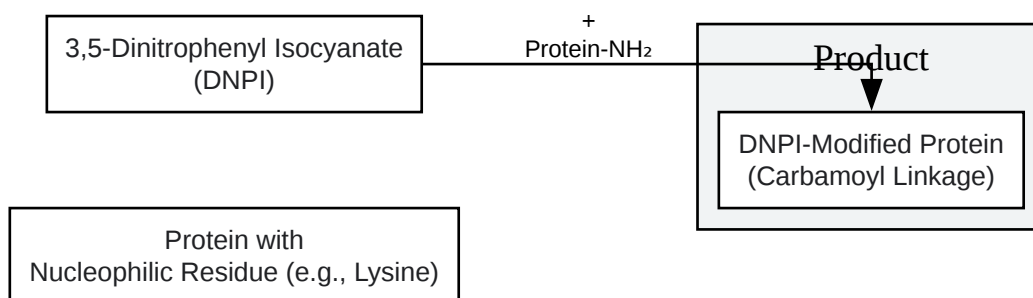 3,5-Dinitrophenyl Isocyanate
(DNPI)
+
Protein-NH₂
Product
DNPI-Modified Protein
(Carbamoyl Linkage)
Protein with
Nucleophilic Residue (e.g., Lysine)